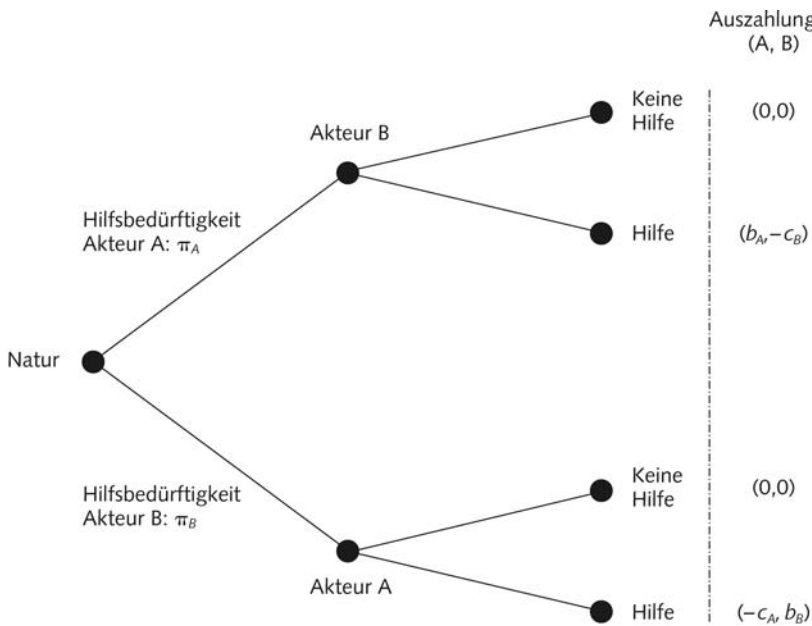 Auszahlung
(A, B)
Keine
Hilfe
(0,0)
Akteur B
Hilfsbedürftigkeit
Akteur A: π_A
Hilfe
(b_A,−c_B)
Natur
Hilfsbedürftigkeit
Akteur B: π_B
Keine
Hilfe
(0,0)
Akteur A
Hilfe
(−c_A, b_B)